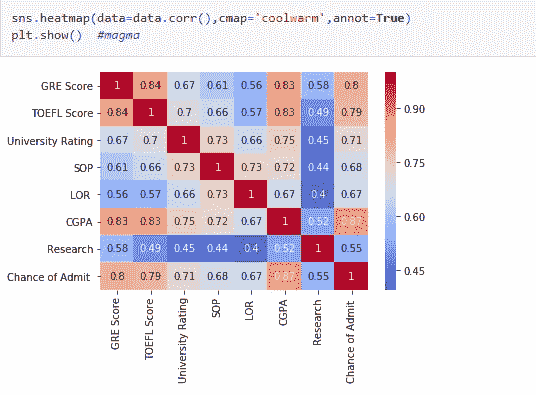 sns.heatmap(data=data.corr(),cmap='coolwarm',annot=True)
plt.show()  #magma
GRE Score 1 0.84 0.67 0.61 0.56 0.83 0.58 0.8
TOEFL Score 0.84 1 0.7 0.66 0.57 0.83 0.49 0.79
University Rating 0.67 0.7 1 0.73 0.66 0.75 0.45 0.71
SOP 0.61 0.66 0.73 1 0.73 0.72 0.44 0.68
LOR 0.56 0.57 0.66 0.73 1 0.67 0.4 0.67
CGPA 0.83 0.83 0.75 0.72 0.67 1 0.52
Research 0.58 0.49 0.45 0.44 0.4 0.52 1 0.55
Chance of Admit 0.8 0.79 0.71 0.68 0.67 0.55 1
GRE Score
TOEFL Score
University Rating
SOP
LOR
CGPA
Research
Chance of Admit
0.90
0.75
0.60
0.45